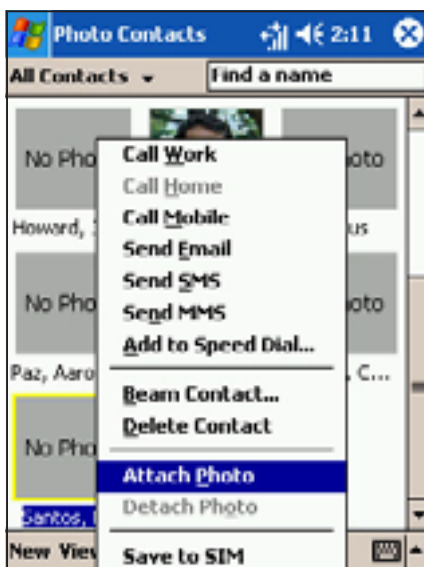 Photo Contacts 2:11
All Contacts Find a name
No Pho oto
Howard, us
No Pho oto
Paz, Aaro , C...
No Pho
Santos,
Call Work
Call Home
Call Mobile
Send Email
Send SMS
Send MMS
Add to Speed Dial...
Beam Contact...
Delete Contact
Attach Photo
Detach Photo
Save to SIM
New View